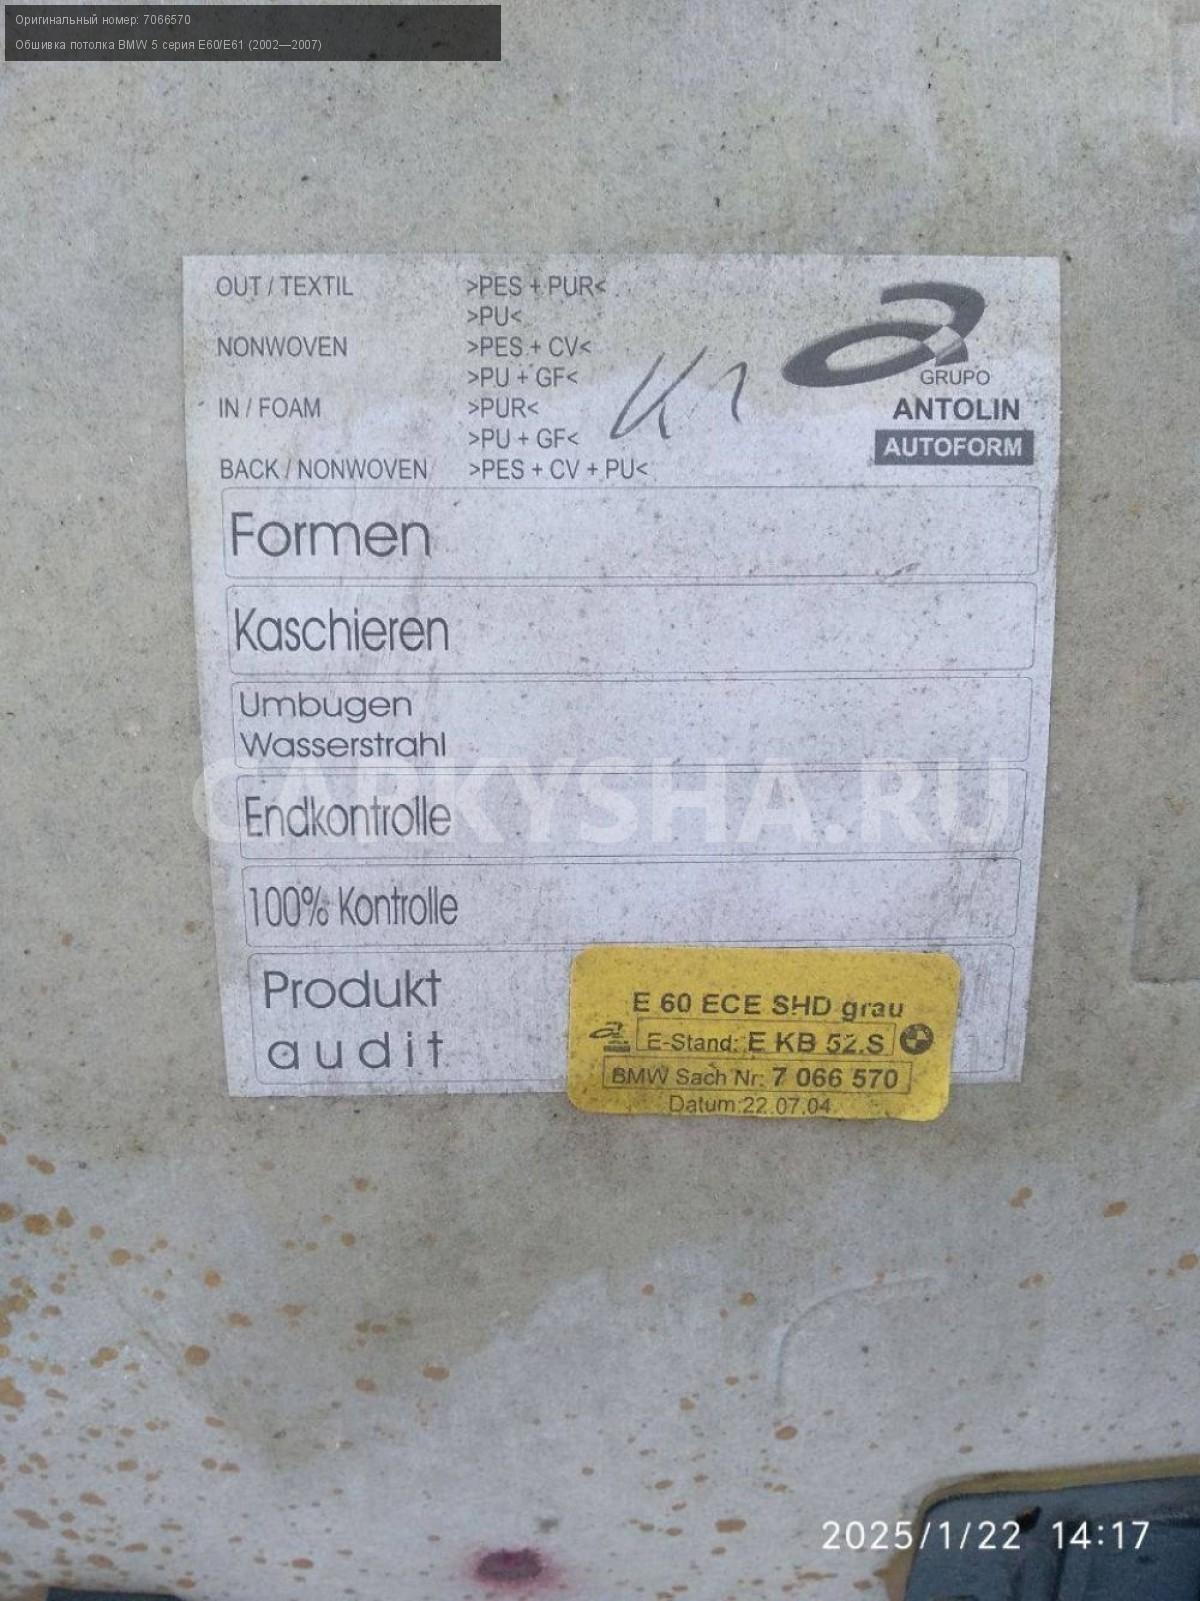 Оригинальный номер: 7066570
Обшивка потолка BMW 5 серия E60/E61 (2002—2007)
OUT / TEXTIL >PES + PUR<
>PU<
NONWOVEN >PES + CV<
>PU + GF<
IN / FOAM >PUR<
>PU + GF<
BACK / NONWOVEN >PES + CV + PU<
K1
GRUPO
ANTOLIN
AUTOFORM
Formen
Kaschieren
Umbugen
Wasserstrahl
CARKYSHA.RU
Endkontrolle
100% Kontrolle
Produkt
audit
E 60 ECE SHD grau
E-Stand: E KB 52.S
BMW Sach Nr: 7 066 570
Datum:22.07.04
2025/1/22 14:17